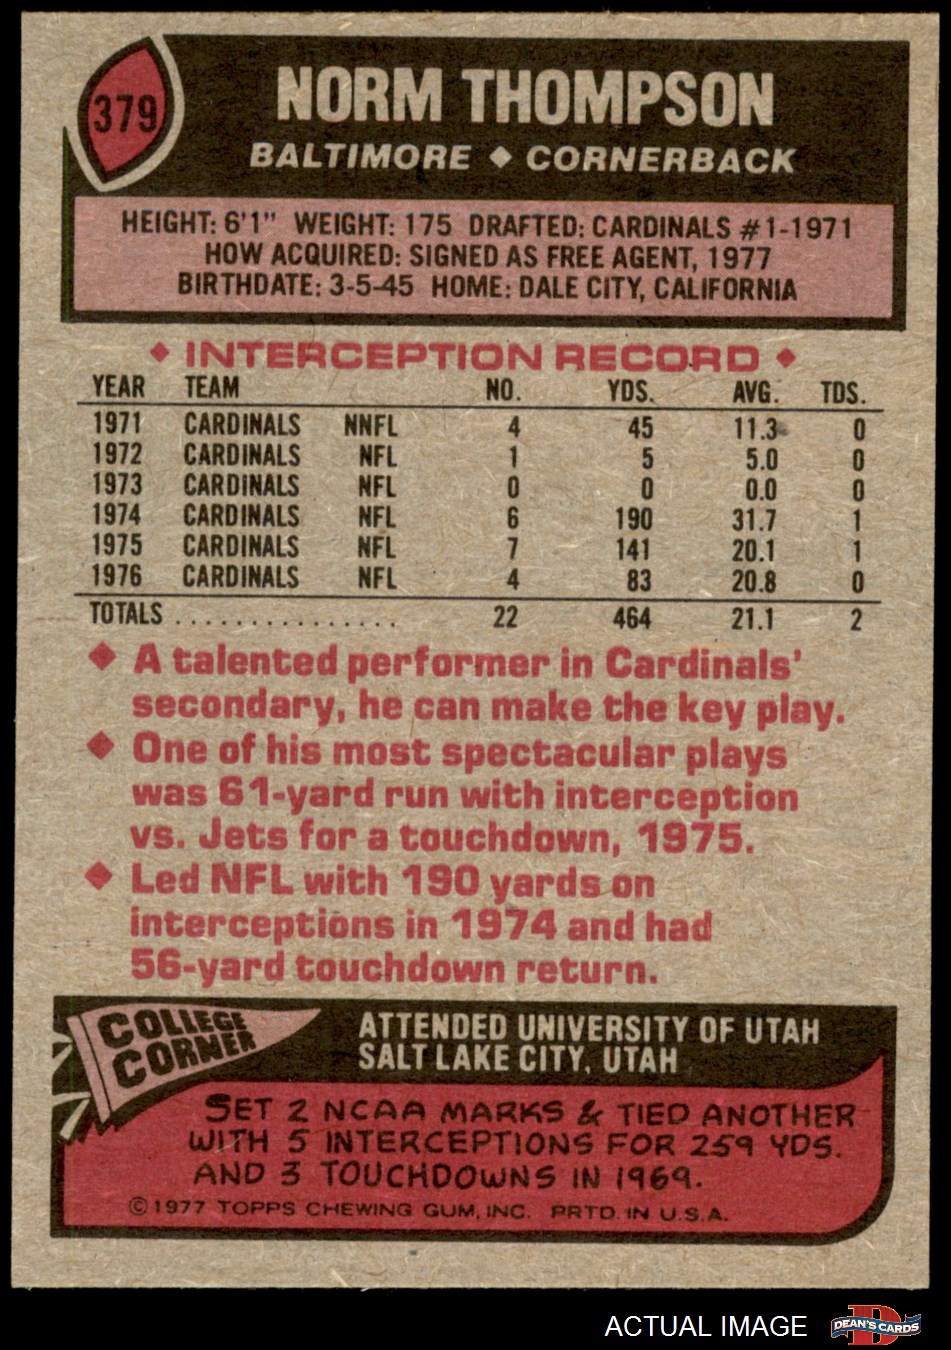 379
NORM THOMPSON
BALTIMORE ◆ CORNERBACK
HEIGHT: 6'1" WEIGHT: 175 DRAFTED: CARDINALS #1-1971
HOW ACQUIRED: SIGNED AS FREE AGENT, 1977
BIRTHDATE: 3-5-45 HOME: DALE CITY, CALIFORNIA
◆ INTERCEPTION RECORD ◆
YEAR TEAM NO. YDS. AVG. TDS.
1971 CARDINALS NNFL 4 45 11.3 0
1972 CARDINALS NFL 1 5 5.0 0
1973 CARDINALS NFL 0 0 0.0 0
1974 CARDINALS NFL 6 190 31.7 1
1975 CARDINALS NFL 7 141 20.1 1
1976 CARDINALS NFL 4 83 20.8 0
TOTALS . . . . . . . . . . . . . . . 22 464 21.1 2
◆ A talented performer in Cardinals'
secondary, he can make the key play.
◆ One of his most spectacular plays
was 61-yard run with interception
vs. Jets for a touchdown, 1975.
◆ Led NFL with 190 yards on
interceptions in 1974 and had
56-yard touchdown return.
COLLEGE
CORNER
ATTENDED UNIVERSITY OF UTAH
SALT LAKE CITY, UTAH
SET 2 NCAA MARKS & TIED ANOTHER
WITH 5 INTERCEPTIONS FOR 259 YDS.
AND 3 TOUCHDOWNS IN 1969.
©1977 TOPPS CHEWING GUM, INC. PRTD. IN U.S.A.
ACTUAL IMAGE
D
DEAN'S CARDS